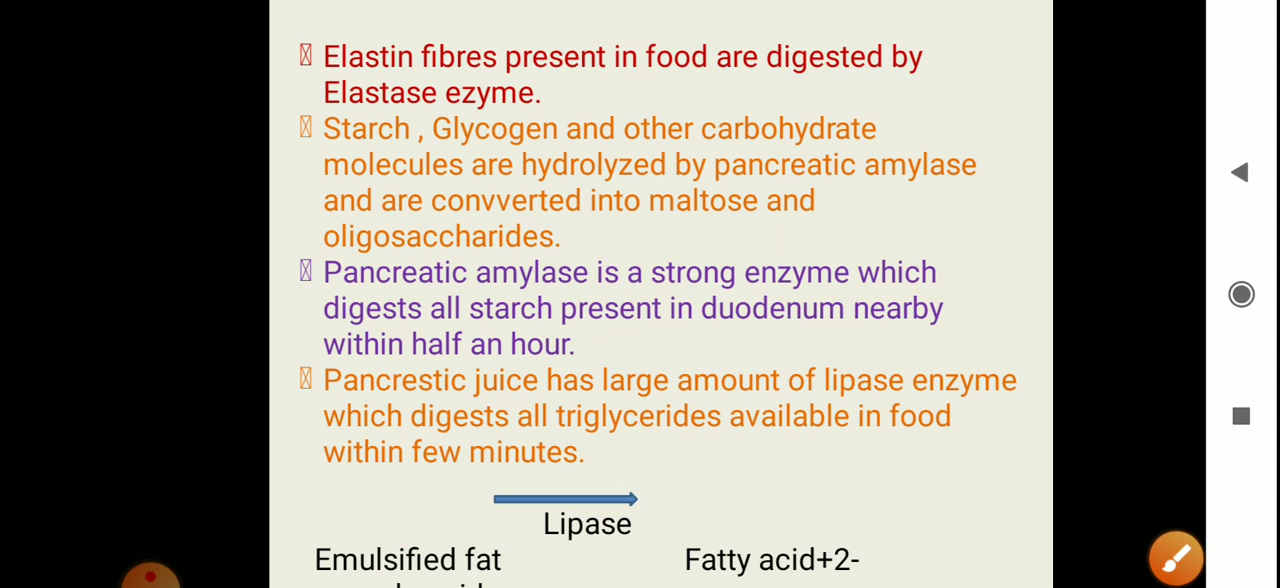 Elastin fibres present in food are digested by
Elastase ezyme.
Starch , Glycogen and other carbohydrate
molecules are hydrolyzed by pancreatic amylase
and are convverted into maltose and
oligosaccharides.
Pancreatic amylase is a strong enzyme which
digests all starch present in duodenum nearby
within half an hour.
Pancrestic juice has large amount of lipase enzyme
which digests all triglycerides available in food
within few minutes.
Lipase
Emulsified fat Fatty acid+2-